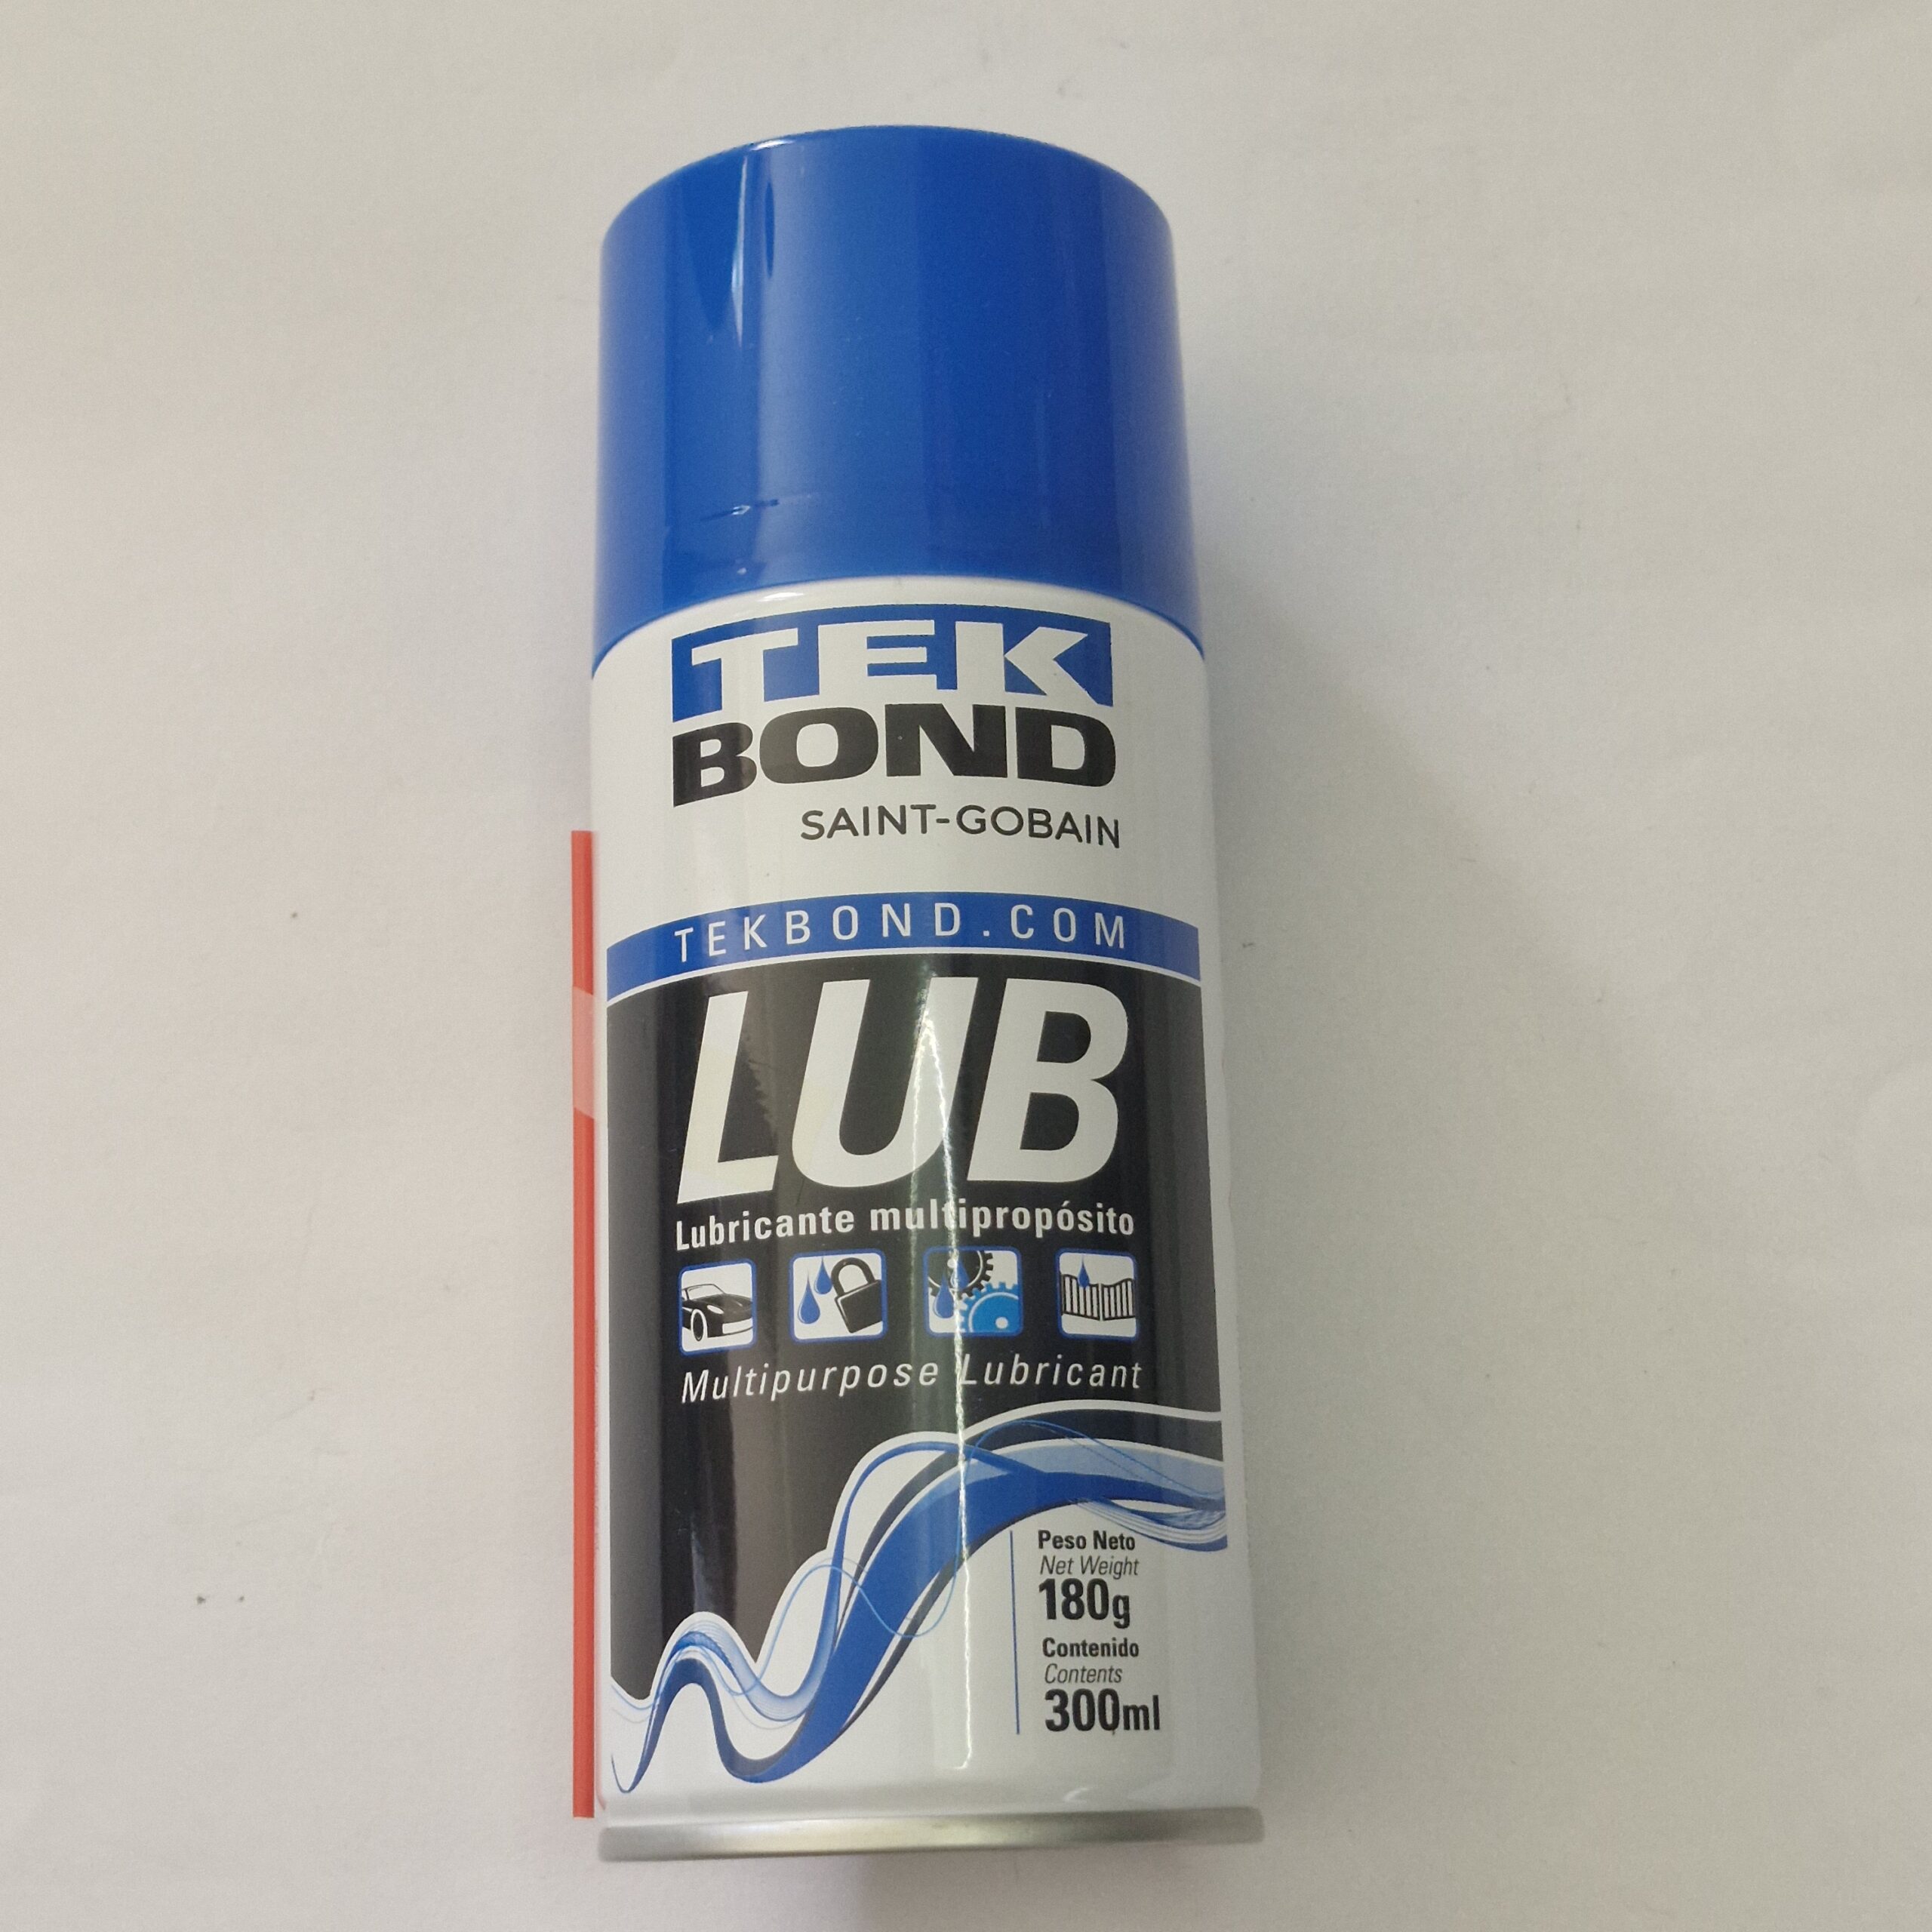 TEK
BOND
SAINT-GOBAIN
TEKBOND.COM
LUB
Lubricante multipropósito
Multipurpose Lubricant
Peso Neto
Net Weight
180g
Contenido
Contents
300ml